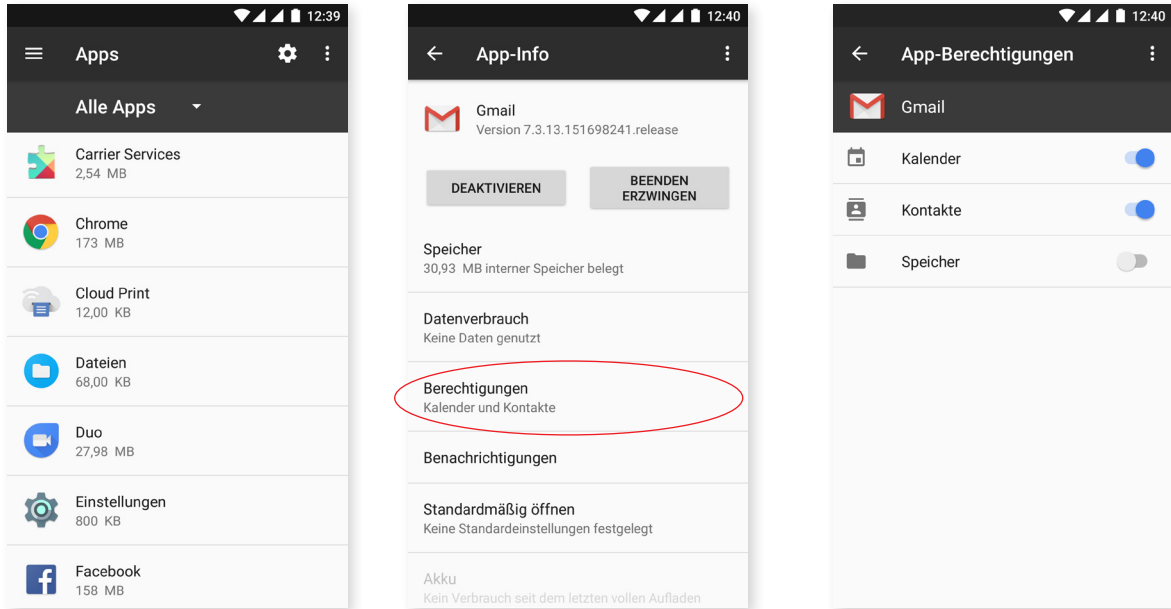 12:39
Apps
Alle Apps
Carrier Services
2,54 MB
Chrome
173 MB
Cloud Print
12,00 KB
Dateien
68,00 KB
Duo
27,98 MB
Einstellungen
800 KB
Facebook
158 MB
12:40
App-Info
Gmail
Version 7.3.13.151698241.release
DEAKTIVIEREN
BEENDEN
ERZWINGEN
Speicher
30,93 MB interner Speicher belegt
Datenverbrauch
Keine Daten genutzt
Berechtigungen
Kalender und Kontakte
Benachrichtigungen
Standardmäßig öffnen
Keine Standardeinstellungen festgelegt
Akku
Kein Verbrauch seit dem letzten vollen Aufladen
12:40
App-Berechtigungen
Gmail
Kalender
Kontakte
Speicher